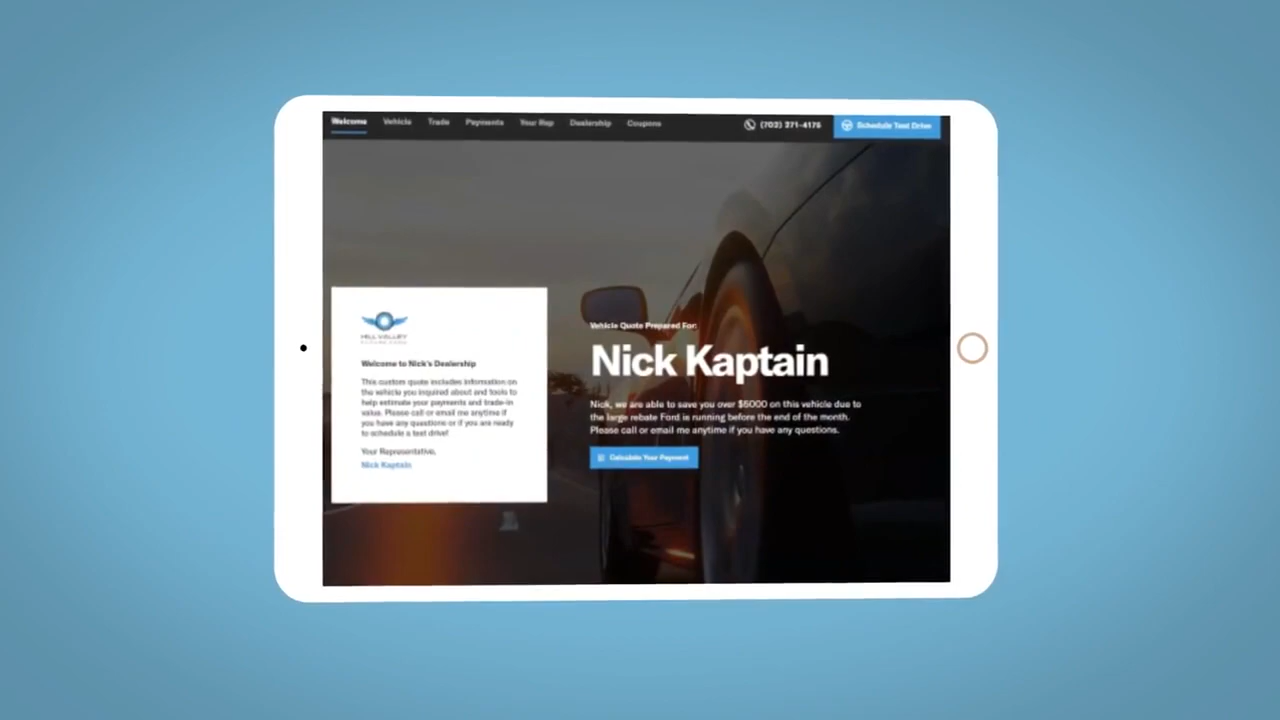 Welcome Vehicle Trade Payments Your Rep Dealership Coupons (702) 271-4175 Schedule Test Drive
HILL VALLEY
Welcome to Nick's Dealership
This custom quote includes information on
the vehicle you inquired about and tools to
help estimate your payments and trade-in
value. Please call or email me anytime if
you have any questions or if you are ready
to schedule a test drive!
Your Representative,
Nick Kaptain
Vehicle Quote Prepared For:
Nick Kaptain
Nick, we are able to save you over $5000 on this vehicle due to
the large rebate Ford is running before the end of the month.
Please call or email me anytime if you have any questions.
Calculate Your Payment